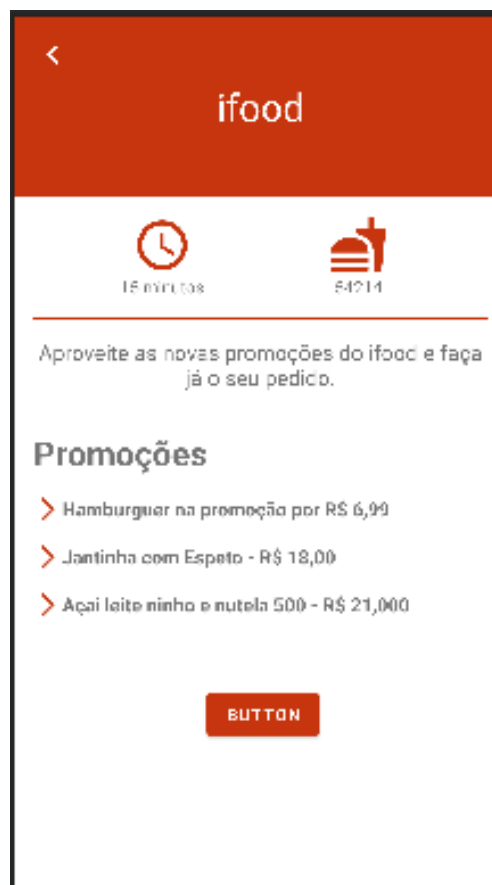 ifood
15 minutos
54214
Aproveite as novas promoções do ifood e faça
já o seu pedido.
Promoções
Hamburguer na promoção por R$ 6,99
Jantinha com Espeto - R$ 18,00
Açai leite ninho e nutela 500 - R$ 21,000
BUTTON